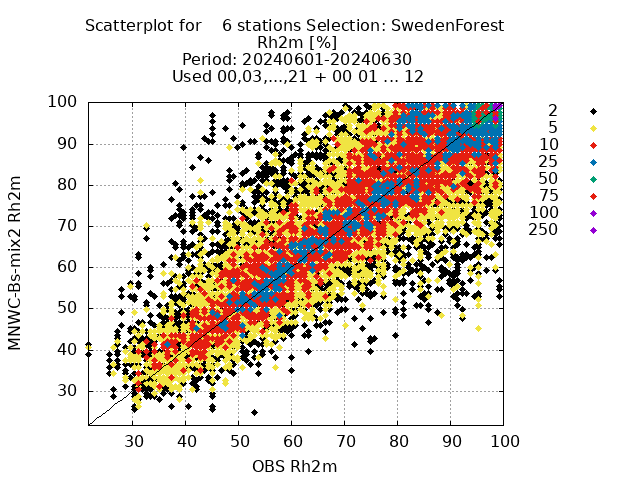 Scatterplot for    6 stations Selection: SwedenForest
Rh2m [%]
Period: 20240601-20240630
Used 00,03,...,21 + 00 01 ... 12
MNWC-Bs-mix2 Rh2m
100
90
80
70
60
50
40
30
30 40 50 60 70 80 90 100
OBS Rh2m
2
5
10
25
50
75
100
250